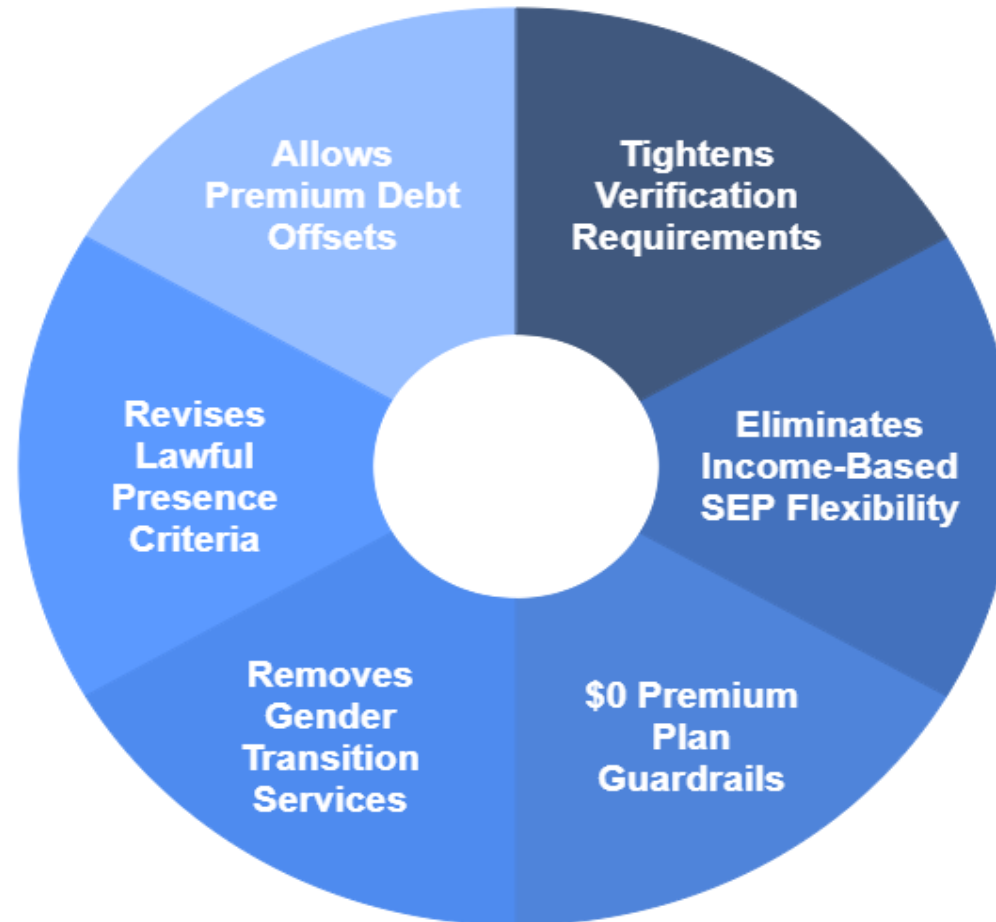 Allows
Premium Debt
Offsets
Tightens
Verification
Requirements
Eliminates
Income-Based
SEP Flexibility
$0 Premium
Plan
Guardrails
Removes
Gender
Transition
Services
Revises
Lawful
Presence
Criteria